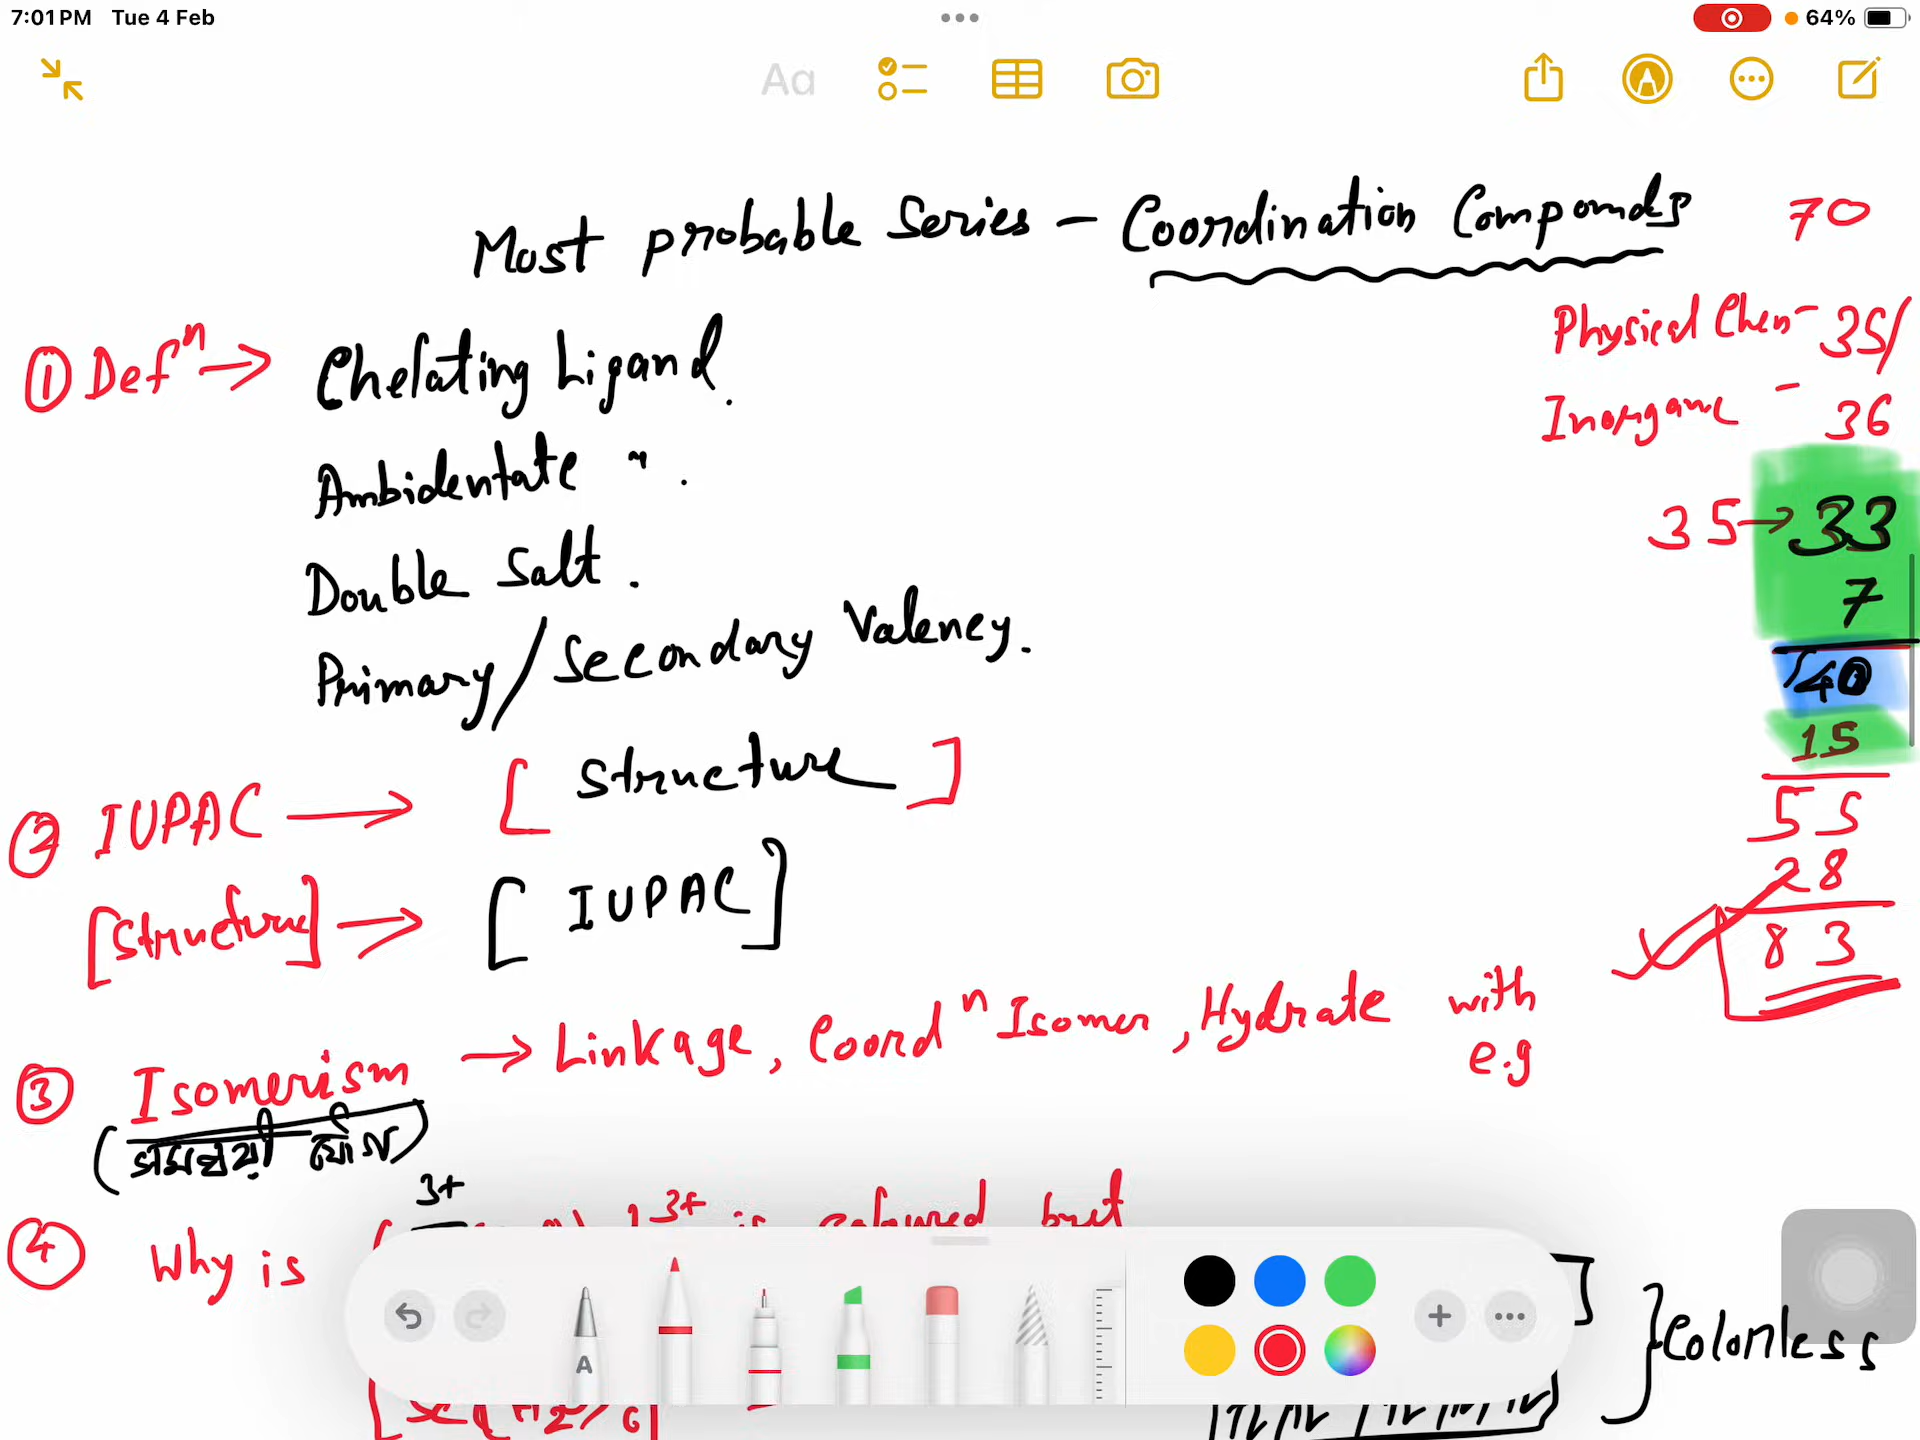 7:01 PM Tue 4 Feb
64%
Aa
Most probable Series - Coordination Compounds
70
Physical Chem - 35/
Inorganic - 36
① Defⁿ → Chelating Ligand.
Ambidentate " .
Double Salt .
Primary / Secondary Valency.
35 → 33
7
40
15
55
28
83
② IUPAC → [ Structure ]
[Structure] → [ IUPAC ]
③ Isomerism → Linkage, Coordⁿ Isomer, Hydrate with
e.g
④ Why is
3+
3+ is coloured but
A
} Colorless